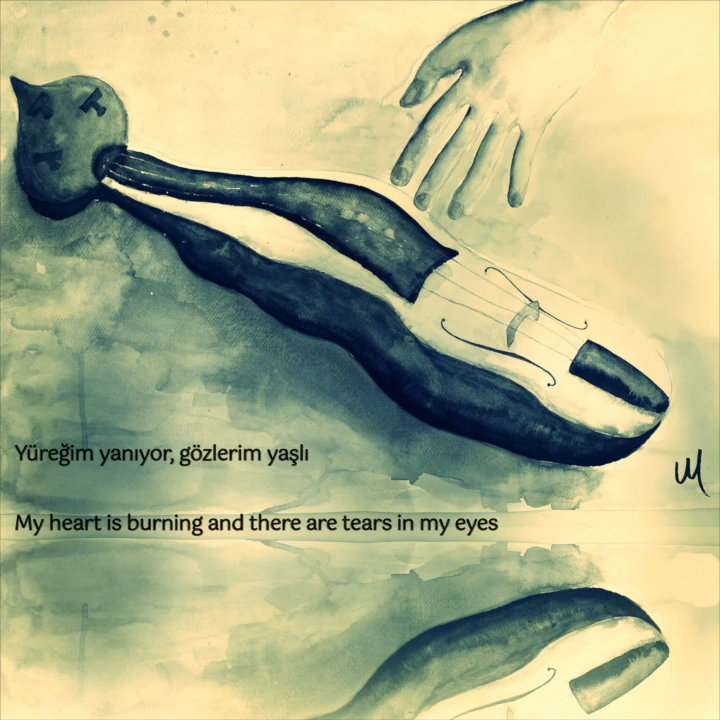 Yüreğim yanıyor, gözlerim yaşlı
My heart is burning and there are tears in my eyes